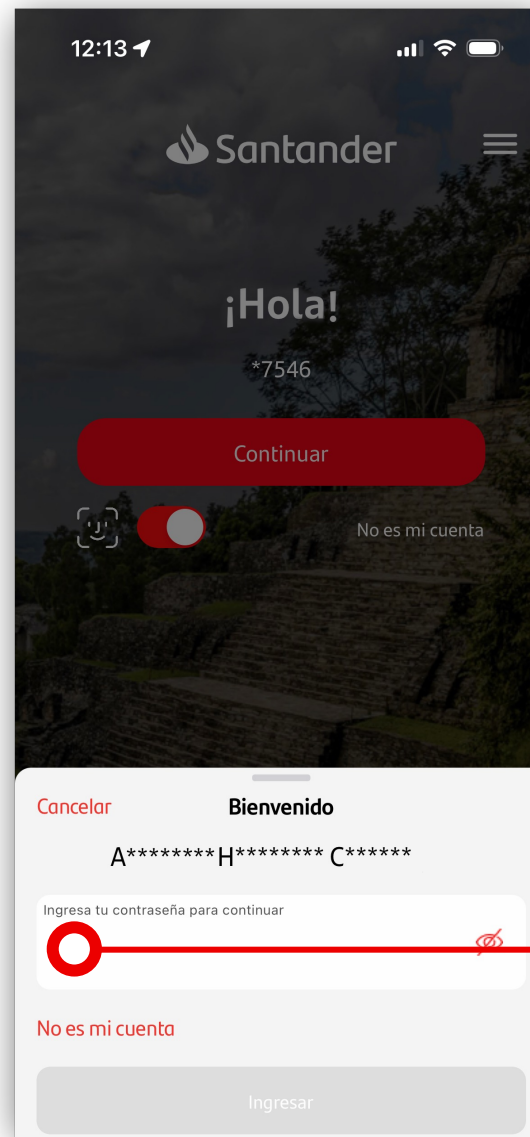 12:13
Santander
¡Hola!
*7546
Continuar
No es mi cuenta
Cancelar
Bienvenido
A******** H******** C******
Ingresa tu contraseña para continuar
No es mi cuenta
Ingresar